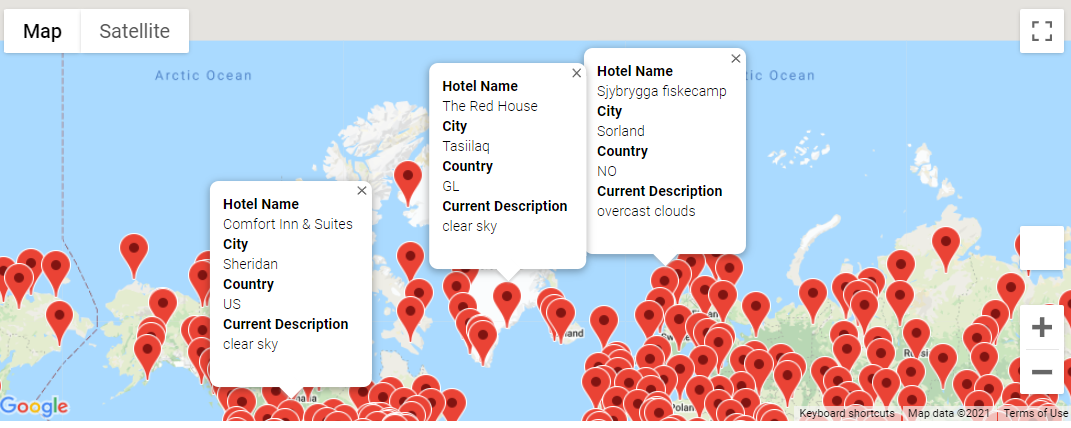 Map
Satellite
Arctic Ocean
tic Ocean
Hotel Name
Sjybrygga fiskecamp
City
Sorland
Country
NO
Current Description
overcast clouds
Hotel Name
The Red House
City
Tasiilaq
Country
GL
Current Description
clear sky
Hotel Name
Comfort Inn & Suites
City
Sheridan
Country
US
Current Description
clear sky
Google
Keyboard shortcuts
Map data ©2021
Terms of Use